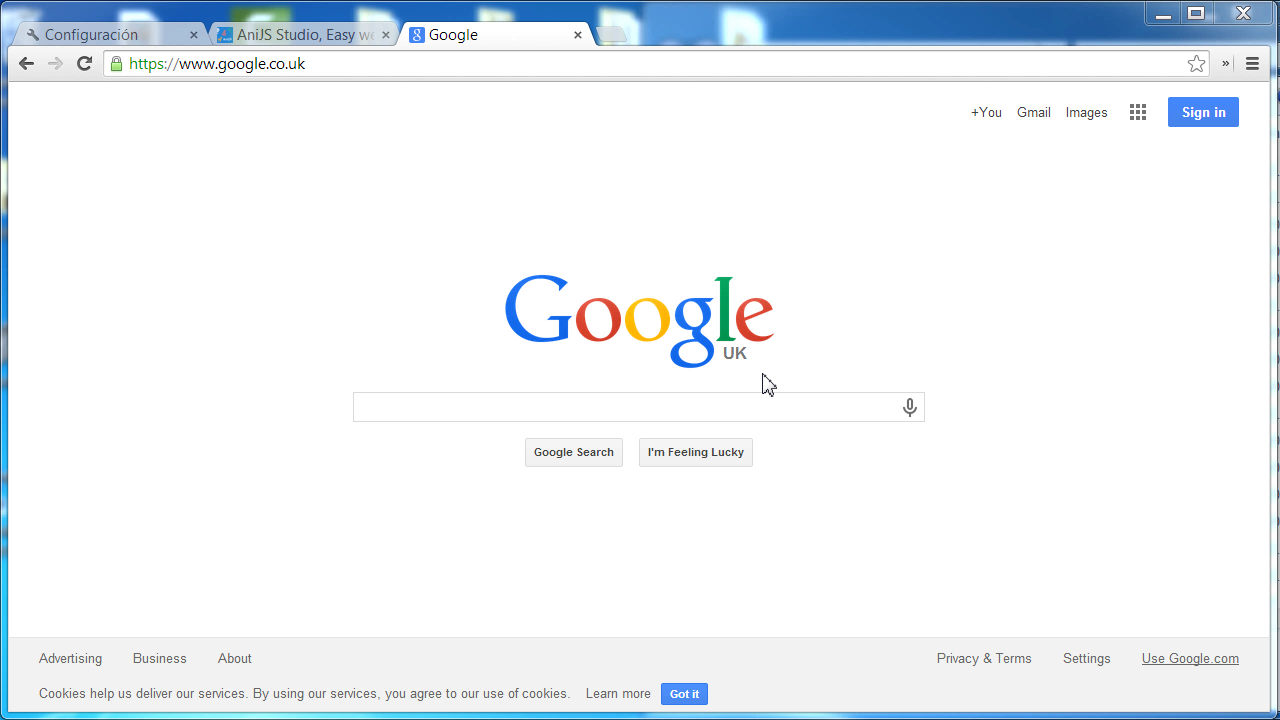 Configuración AniJS Studio, Easy we Google
https://www.google.co.uk
+You Gmail Images Sign in
Google
UK
Google Search I'm Feeling Lucky
Advertising Business About Privacy & Terms Settings Use Google.com
Cookies help us deliver our services. By using our services, you agree to our use of cookies. Learn more Got it